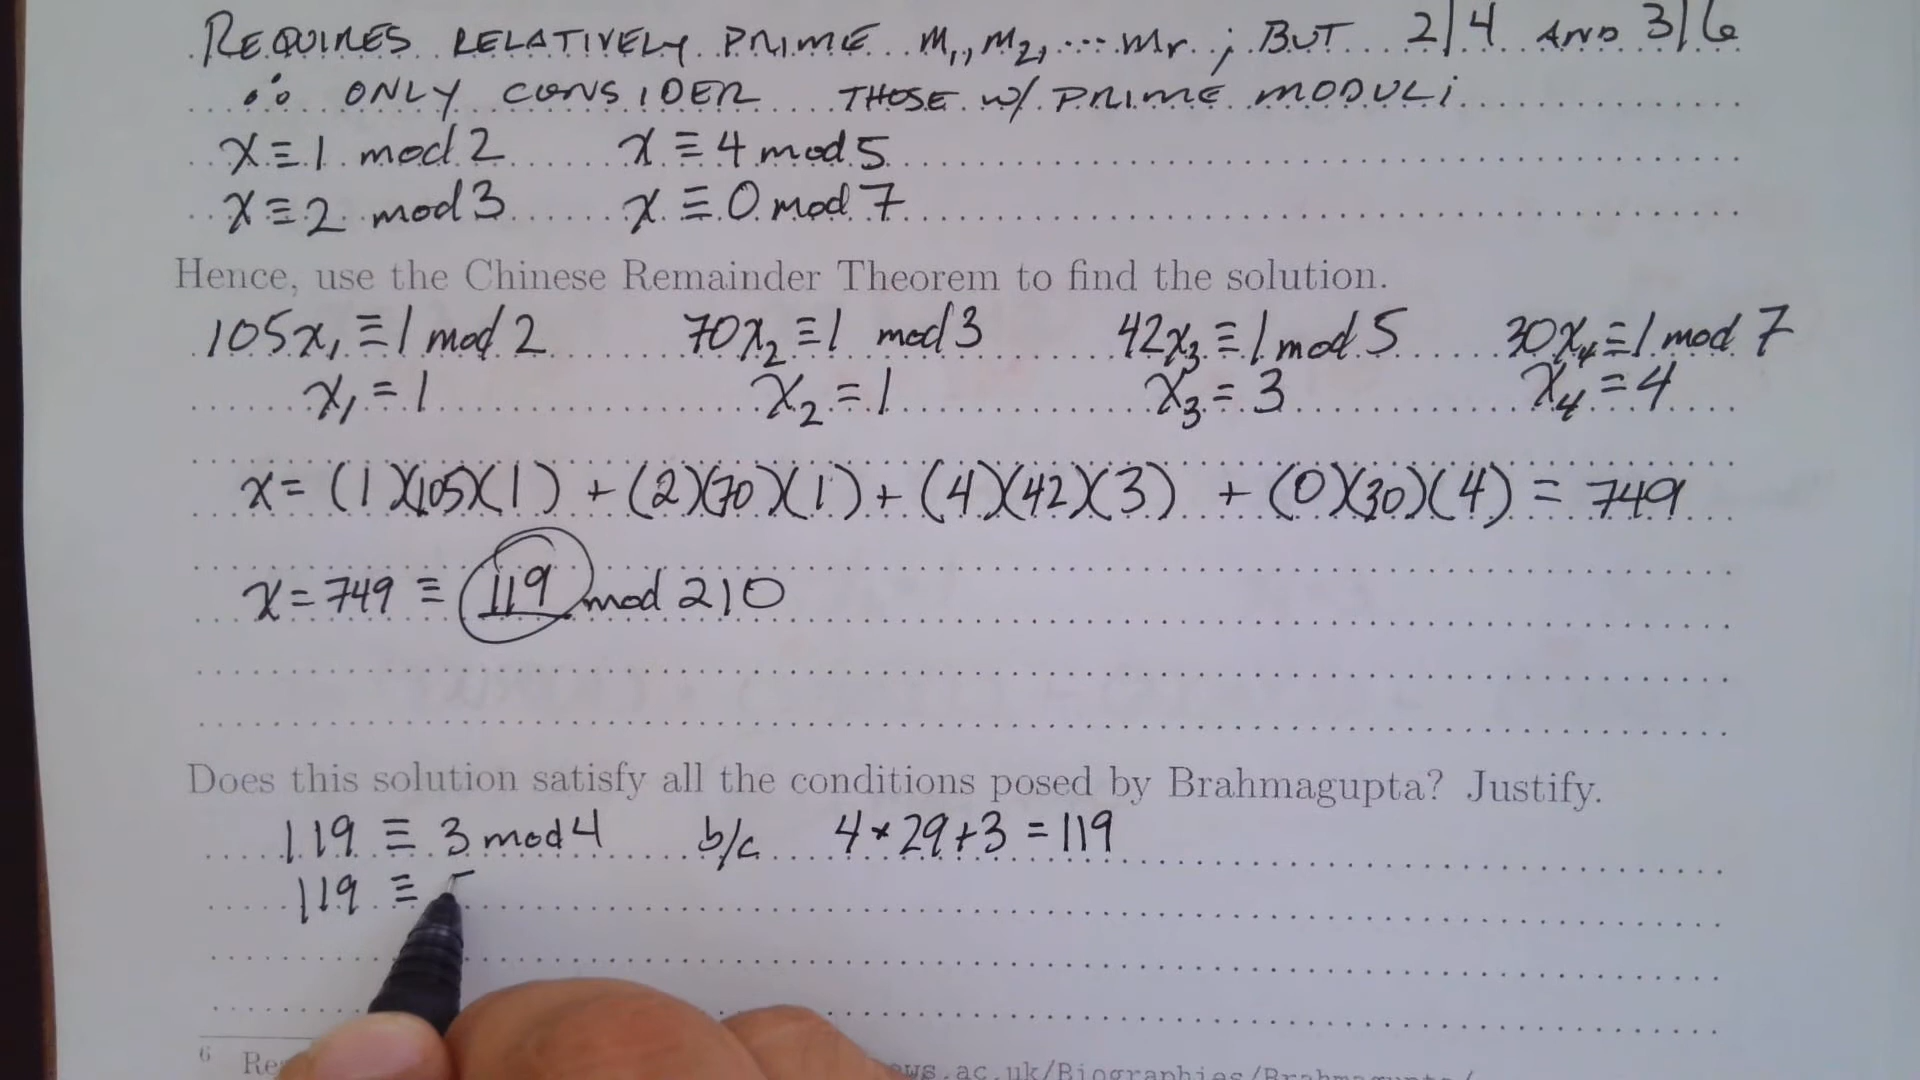 REQUIRES RELATIVELY PRIME m₁, m₂, ... mr ; BUT 2|4 AND 3|6
∴ ONLY CONSIDER THOSE w/ PRIME MODULI
x ≡ 1 mod 2 x ≡ 4 mod 5
x ≡ 2 mod 3 x ≡ 0 mod 7
Hence, use the Chinese Remainder Theorem to find the solution.
105x₁ ≡ 1 mod 2 70x₂ ≡ 1 mod 3 42x₃ ≡ 1 mod 5 30x₄ ≡ 1 mod 7
x₁ = 1 x₂ = 1 x₃ = 3 x₄ = 4
x = (1)(105)(1) + (2)(70)(1) + (4)(42)(3) + (0)(30)(4) = 749
x = 749 ≡ 119 mod 210
Does this solution satisfy all the conditions posed by Brahmagupta? Justify.
119 ≡ 3 mod 4 b/c 4 * 29 + 3 = 119
119 ≡
6 .ac.uk/Biographies/Brahmagupta/